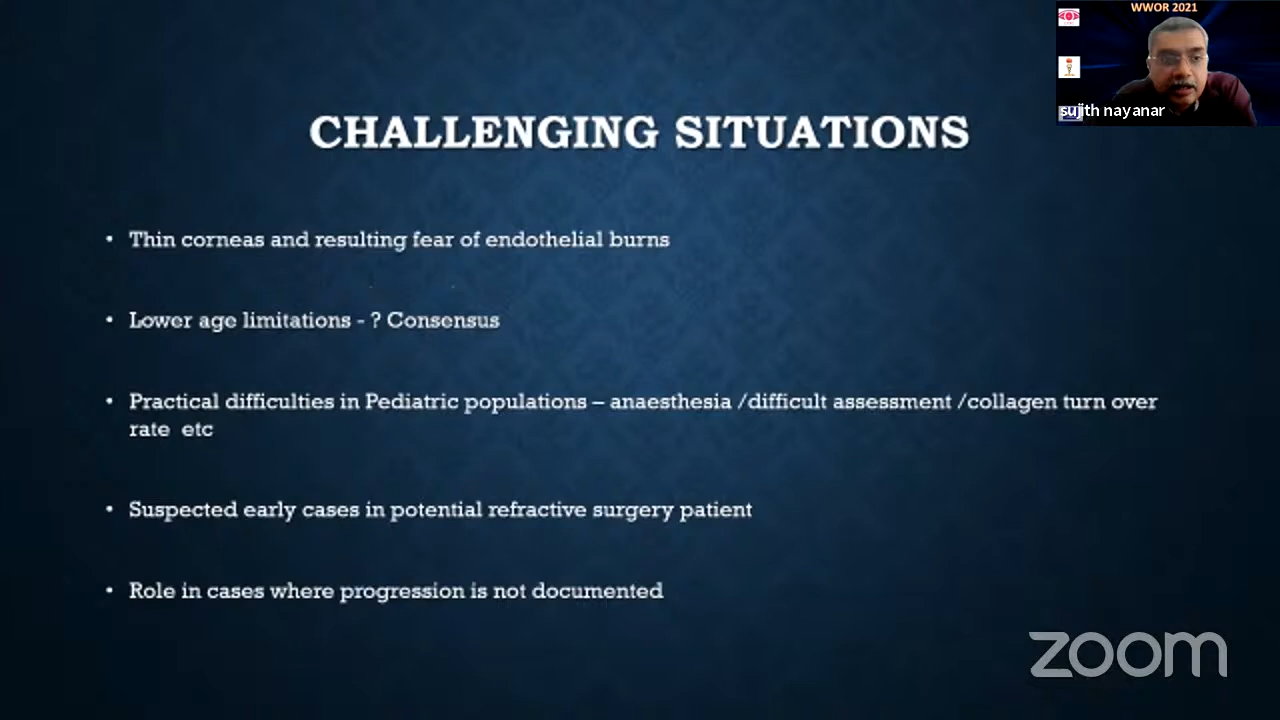 WWOR 2021
sujith nayanar
CHALLENGING SITUATIONS
• Thin corneas and resulting fear of endothelial burns
• Lower age limitations - ? Consensus
• Practical difficulties in Pediatric populations – anaesthesia /difficult assessment /collagen turn over
rate etc
• Suspected early cases in potential refractive surgery patient
• Role in cases where progression is not documented
zoom